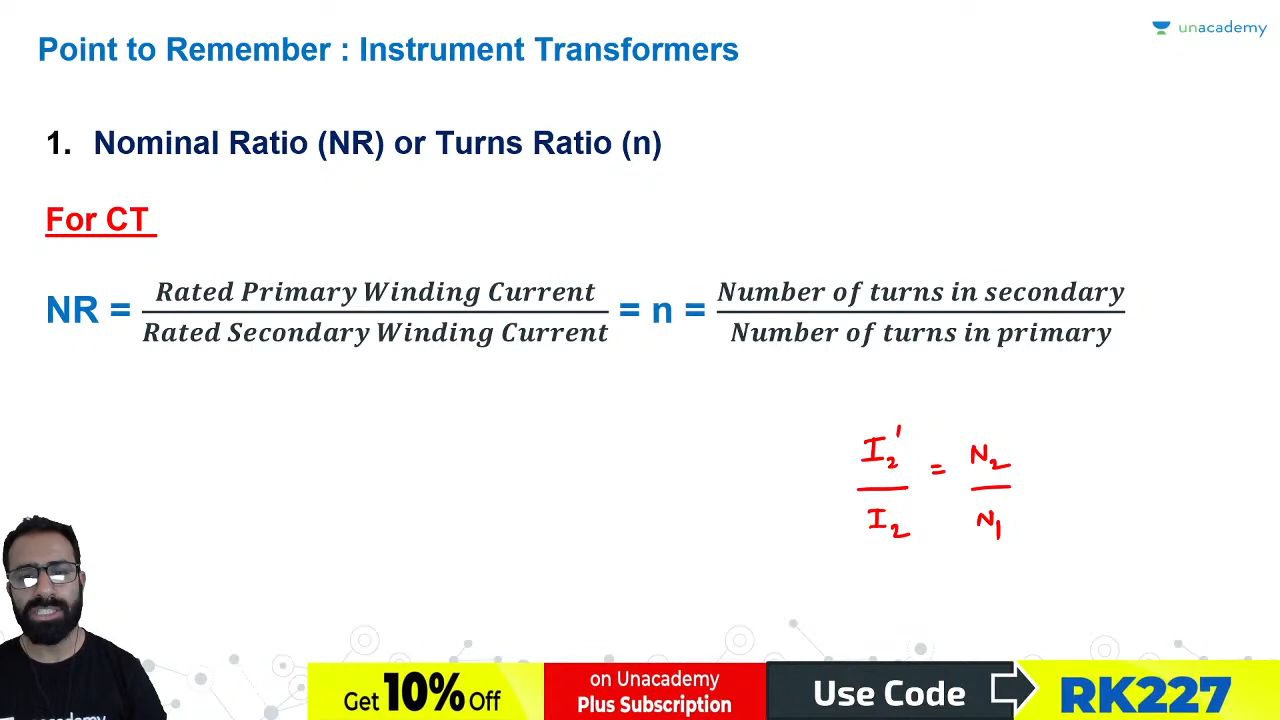 Point to Remember : Instrument Transformers
unacademy
1. Nominal Ratio (NR) or Turns Ratio (n)
For CT
NR = Rated Primary Winding Current / Rated Secondary Winding Current = n = Number of turns in secondary / Number of turns in primary
I₂' / I₂ = N₂ / N₁
unacademy
Get 10% Off
on Unacademy
Plus Subscription
Use Code
RK227